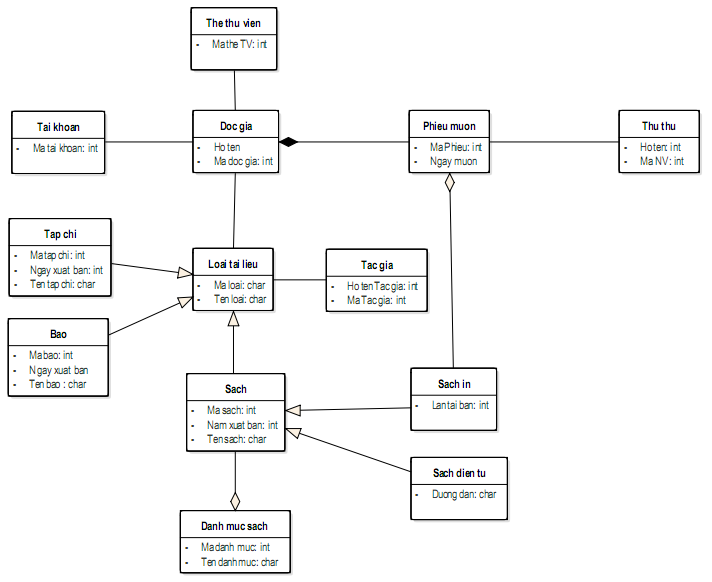 The thu vien
- Ma the TV: int
Tai khoan
- Ma tai khoan: int
Doc gia
- Ho ten
- Ma doc gia: int
Phieu muon
- Ma Phieu: int
- Ngay muon
Thu thu
- Ho ten: int
- Ma NV: int
Tap chi
- Ma tap chi: int
- Ngay xuat ban: int
- Ten tap chi: char
Loai tai lieu
- Ma loai: char
- Ten loai: char
Tac gia
- Ho ten Tac gia: int
- Ma Tac gia: int
Bao
- Ma bao: int
- Ngay xuat ban
- Ten bao : char
Sach
- Ma sach: int
- Nam xuat ban: int
- Ten sach: char
Sach in
- Lan tai ban: int
Sach dien tu
- Duong dan: char
Danh muc sach
- Ma danh muc: int
- Ten danh muc: char